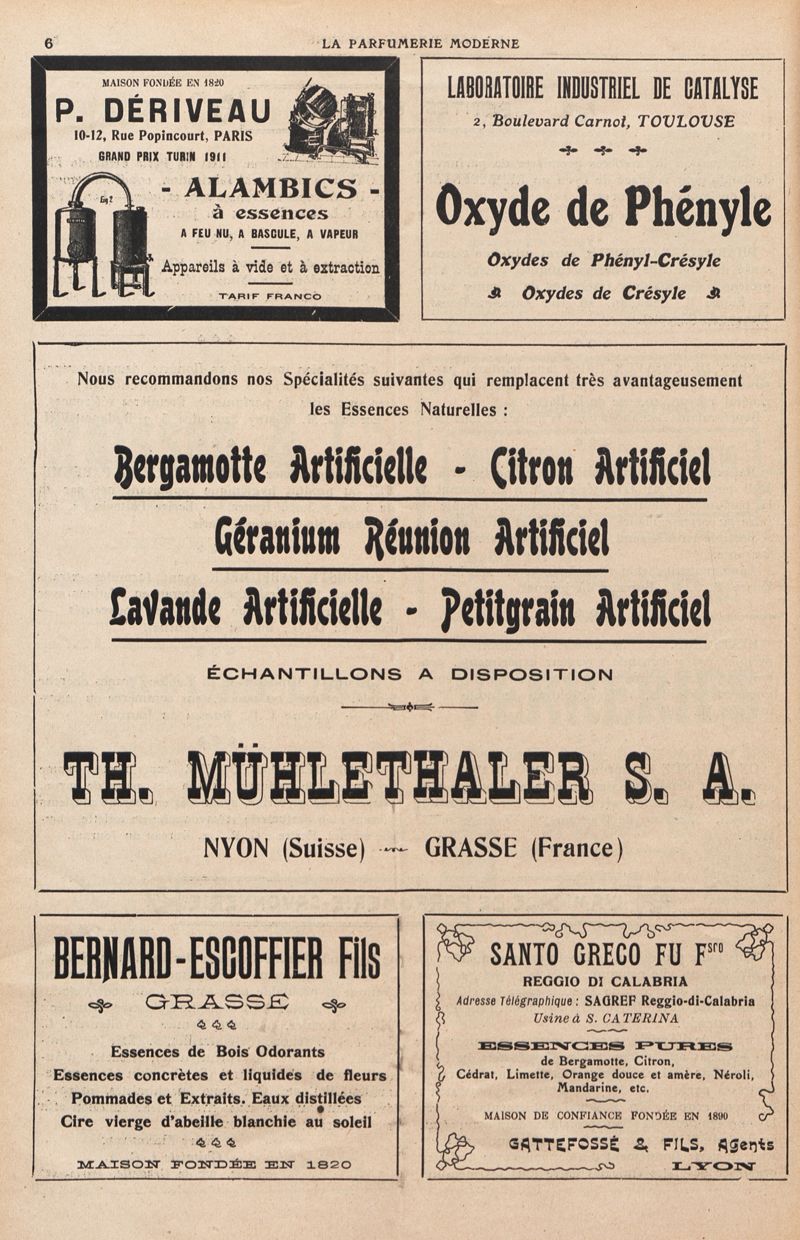 6
LA PARFUMERIE MODERNE
MAISON FONDÉE EN 1820
P. DÉRIVEAU
10-12, Rue Popincourt, PARIS
GRAND PRIX TURIN 1911
Fig 2
- ALAMBICS -
à essences
A FEU NU, A BASCULE, A VAPEUR
Appareils à vide et à extraction
TARIF FRANCO
LABORATOIRE INDUSTRIEL DE CATALYSE
2, Boulevard Carnot, TOULOUSE
Oxyde de Phényle
Oxydes de Phényl-Crésyle
Oxydes de Crésyle
Nous recommandons nos Spécialités suivantes qui remplacent très avantageusement
les Essences Naturelles :
Bergamotte Artificielle - Citron Artificiel
Géranium Réunion Artificiel
Lavande Artificielle - Petitgrain Artificiel
ÉCHANTILLONS A DISPOSITION
TH. MÜHLETHALER S. A.
NYON (Suisse) — GRASSE (France)
BERNARD-ESCOFFIER Fils
GRASSE
Essences de Bois Odorants
Essences concrètes et liquides de fleurs
Pommades et Extraits. Eaux distillées
Cire vierge d'abeille blanchie au soleil
MAISON FONDÉE EN 1820
SANTO GRECO FU Fsco
REGGIO DI CALABRIA
Adresse Télégraphique : SAGREF Reggio-di-Calabria
Usine à S. CATERINA
ESSENCES PURES
de Bergamotte, Citron,
Cédrat, Limette, Orange douce et amère, Néroli,
Mandarine, etc.
MAISON DE CONFIANCE FONDÉE EN 1890
GATTEFOSSÉ & FILS, Agents
LYON